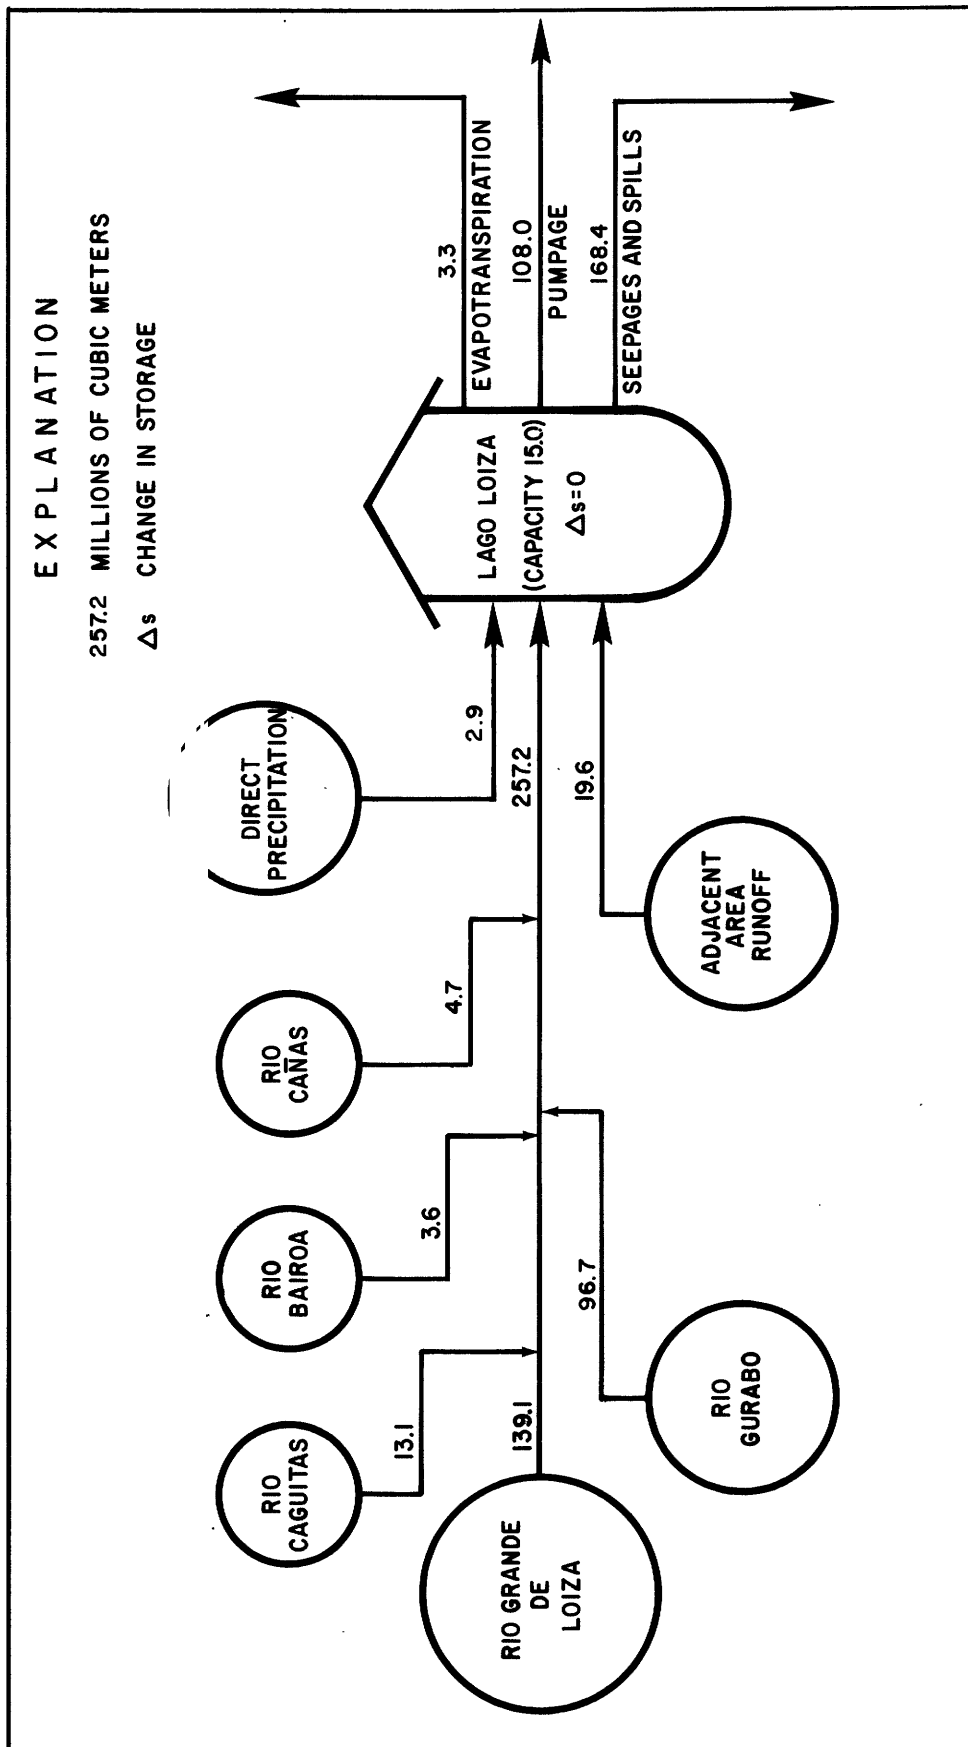 EXPLANATION
257.2 MILLIONS OF CUBIC METERS
Δs CHANGE IN STORAGE
RIO
CAGUITAS
RIO
BAIROA
RIO
CAÑAS
DIRECT
PRECIPITATION
13.1
3.6
4.7
2.9
RIO GRANDE
DE
LOIZA
139.1
257.2
96.7
19.6
RIO
GURABO
ADJACENT
AREA
RUNOFF
LAGO LOIZA
(CAPACITY 15.0)
Δs=0
3.3
EVAPOTRANSPIRATION
108.0
PUMPAGE
168.4
SEEPAGES AND SPILLS